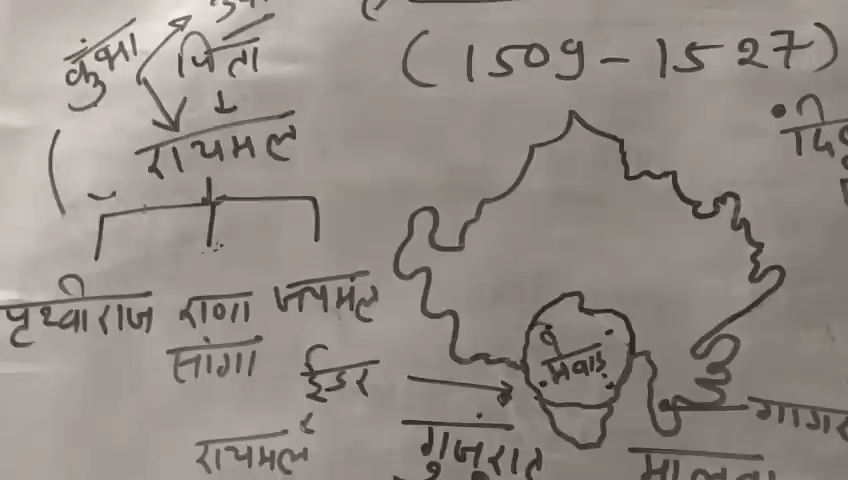 कुंभा
पिता
(1509-1527)
रायमल
पृथ्वीराज राणा सांगा जयमल
मेवाड़
ईडर
रायमल
गुजरात
मालवा